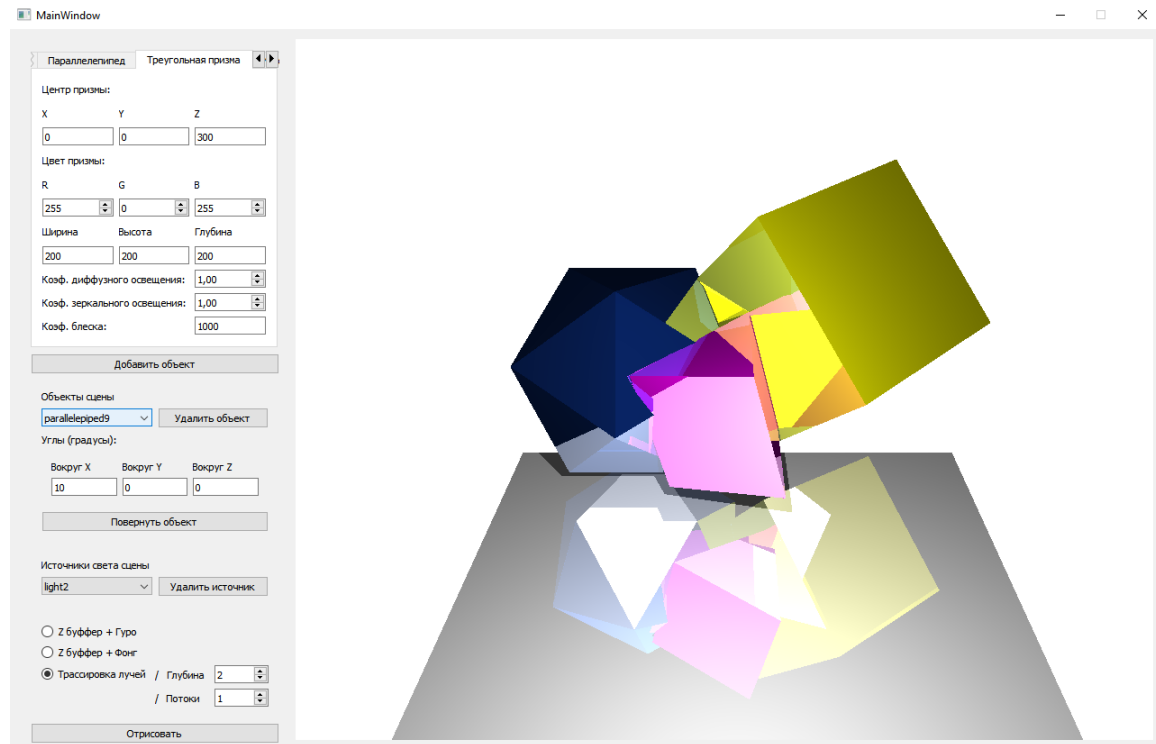 MainWindow
Параллелепипед Треугольная призма
Центр призмы:
X Y Z
0 0 300
Цвет призмы:
R G B
255 0 255
Ширина Высота Глубина
200 200 200
Коэф. диффузного освещения: 1,00
Коэф. зеркального освещения: 1,00
Коэф. блеска: 1000
Добавить объект
Объекты сцены
parallelepiped9 Удалить объект
Углы (градусы):
Вокруг X Вокруг Y Вокруг Z
10 0 0
Повернуть объект
Источники света сцены
light2 Удалить источник
Z буффер + Гуро
Z буффер + Фонг
Трассировка лучей / Глубина 2
/ Потоки 1
Отрисовать